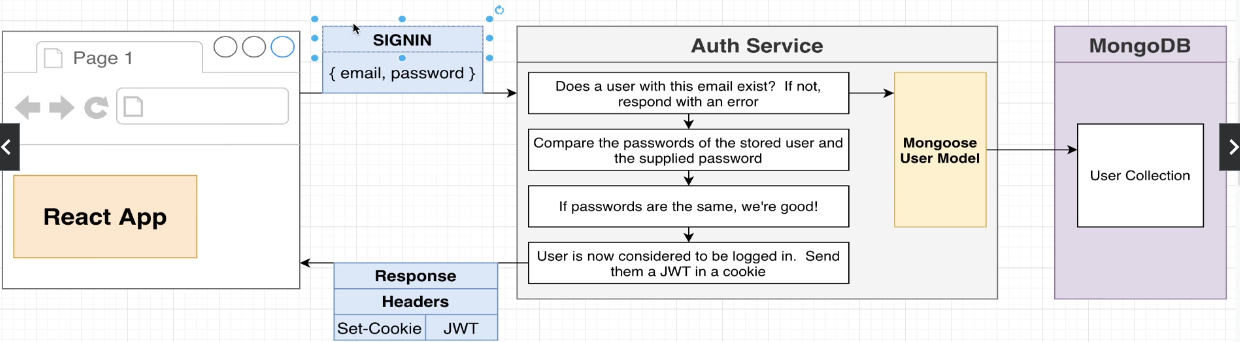 Page 1
React App
SIGNIN
{ email, password }
Auth Service
Does a user with this email exist? If not,
respond with an error
Compare the passwords of the stored user and
the supplied password
If passwords are the same, we're good!
User is now considered to be logged in. Send
them a JWT in a cookie
Mongoose
User Model
MongoDB
User Collection
Response
Headers
Set-Cookie
JWT